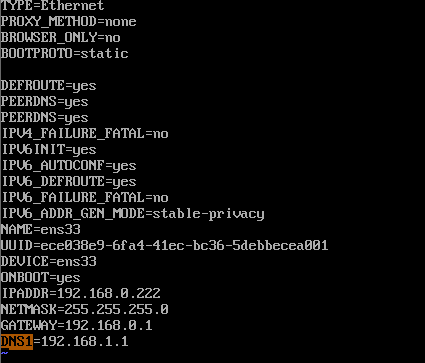 TYPE=Ethernet
PROXY_METHOD=none
BROWSER_ONLY=no
BOOTPROTO=static
DEFROUTE=yes
PEERDNS=yes
PEERDNS=yes
IPV4_FAILURE_FATAL=no
IPV6INIT=yes
IPV6_AUTOCONF=yes
IPV6_DEFROUTE=yes
IPV6_FAILURE_FATAL=no
IPV6_ADDR_GEN_MODE=stable-privacy
NAME=ens33
UUID=ece038e9-6fa4-41ec-bc36-5debbecea001
DEVICE=ens33
ONBOOT=yes
IPADDR=192.168.0.222
NETMASK=255.255.255.0
GATEWAY=192.168.0.1
DNS1=192.168.1.1
~